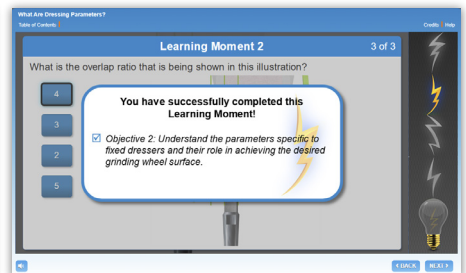 What Are Dressing Parameters?
Table of Contents
Credits Help
Learning Moment 2
3 of 3
What is the overlap ratio that is being shown in this illustration?
4
3
2
5
You have successfully completed this
Learning Moment!
Objective 2: Understand the parameters specific to
fixed dressers and their role in achieving the desired
grinding wheel surface.
BACK
NEXT